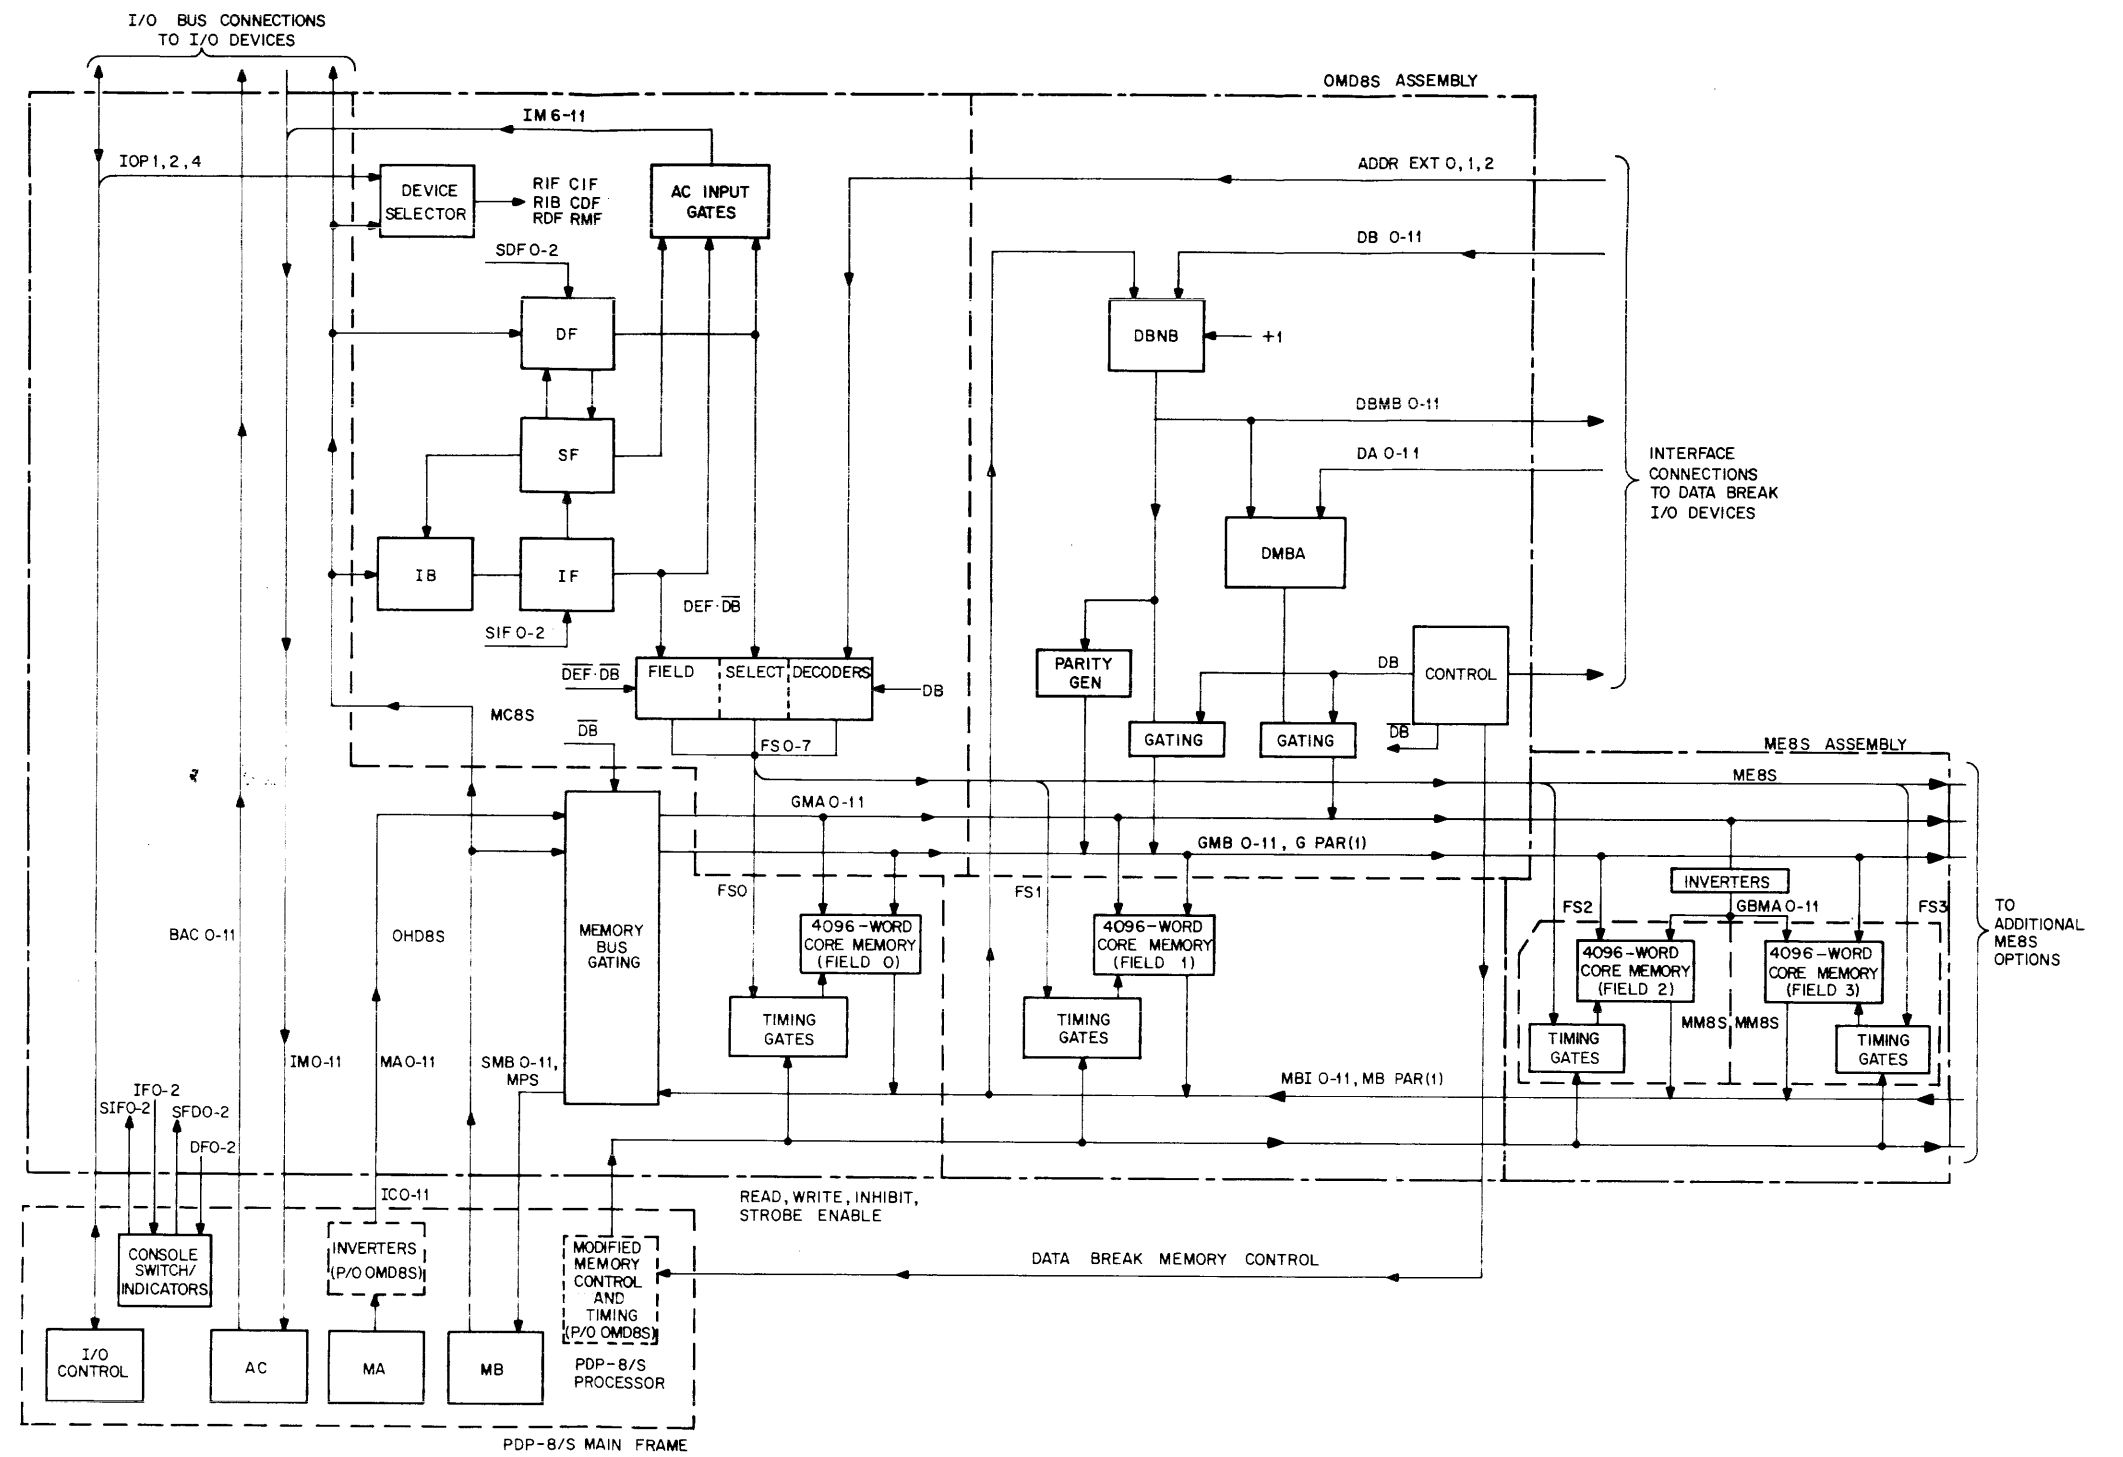 I/O BUS CONNECTIONS
TO I/O DEVICES
OMD8S ASSEMBLY
IM 6-11
IOP 1, 2, 4
DEVICE
SELECTOR
RIF CIF
RIB CDF
RDF RMF
AC INPUT
GATES
ADDR EXT 0, 1, 2
SDF 0-2
DB 0-11
DF
DBNB
+1
DBMB 0-11
SF
DA 0-11
INTERFACE
CONNECTIONS
TO DATA BREAK
I/O DEVICES
IB
IF
DMBA
DEF·D̅B̅
SIF 0-2
D̅E̅F̅·D̅B̅
FIELD
SELECT
DECODERS
DB
PARITY
GEN
DB
CONTROL
MC8S
D̅B̅
FS 0-7
GATING
GATING
D̅B̅
ME8S ASSEMBLY
ME8S
GMA 0-11
GMB 0-11, G PAR(1)
INVERTERS
FS0
FS1
FS2
GBMA 0-11
FS3
BAC 0-11
OHD8S
MEMORY
BUS
GATING
4096-WORD
CORE MEMORY
(FIELD 0)
4096-WORD
CORE MEMORY
(FIELD 1)
4096-WORD
CORE MEMORY
(FIELD 2)
4096-WORD
CORE MEMORY
(FIELD 3)
TO
ADDITIONAL
ME8S
OPTIONS
TIMING
GATES
TIMING
GATES
MM8S
MM8S
TIMING
GATES
TIMING
GATES
IM 0-11
MA 0-11
SMB 0-11,
MPS
MBI 0-11, MB PAR(1)
IF0-2
SIF0-2
SFD0-2
DF0-2
IC0-11
READ, WRITE, INHIBIT,
STROBE ENABLE
CONSOLE
SWITCH/
INDICATORS
INVERTERS
(P/O OMD8S)
MODIFIED
MEMORY
CONTROL
AND
TIMING
(P/O OMD8S)
DATA BREAK MEMORY CONTROL
I/O
CONTROL
AC
MA
MB
PDP-8/S
PROCESSOR
PDP-8/S MAIN FRAME